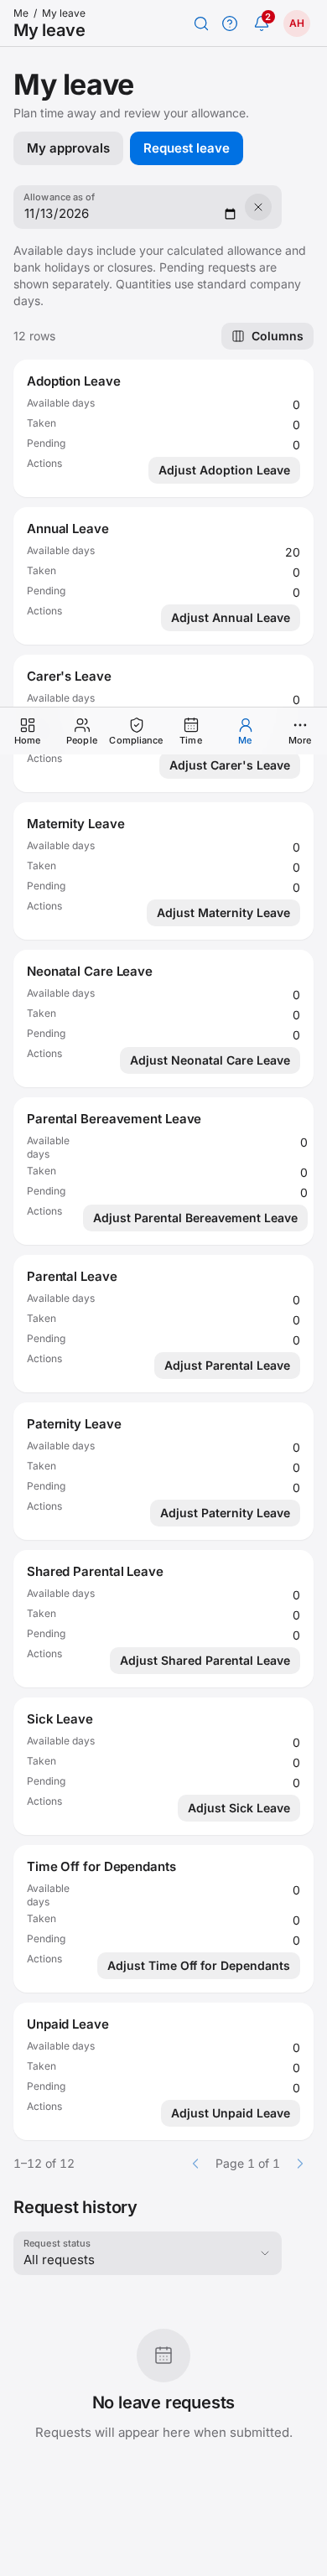 Me / My leave
My leave
2
AH
My leave
Plan time away and review your allowance.
My approvals
Request leave
Allowance as of
11/13/2026
Available days include your calculated allowance and
bank holidays or closures. Pending requests are
shown separately. Quantities use standard company
days.
12 rows
Columns
Adoption Leave
Available days 0
Taken 0
Pending 0
Actions Adjust Adoption Leave
Annual Leave
Available days 20
Taken 0
Pending 0
Actions Adjust Annual Leave
Carer's Leave
Available days 0
Home
People
Compliance
Time
Me
More
Actions Adjust Carer's Leave
Maternity Leave
Available days 0
Taken 0
Pending 0
Actions Adjust Maternity Leave
Neonatal Care Leave
Available days 0
Taken 0
Pending 0
Actions Adjust Neonatal Care Leave
Parental Bereavement Leave
Available 0
days
Taken 0
Pending 0
Actions Adjust Parental Bereavement Leave
Parental Leave
Available days 0
Taken 0
Pending 0
Actions Adjust Parental Leave
Paternity Leave
Available days 0
Taken 0
Pending 0
Actions Adjust Paternity Leave
Shared Parental Leave
Available days 0
Taken 0
Pending 0
Actions Adjust Shared Parental Leave
Sick Leave
Available days 0
Taken 0
Pending 0
Actions Adjust Sick Leave
Time Off for Dependants
Available 0
days
Taken 0
Pending 0
Actions Adjust Time Off for Dependants
Unpaid Leave
Available days 0
Taken 0
Pending 0
Actions Adjust Unpaid Leave
1–12 of 12
Page 1 of 1
Request history
Request status
All requests
No leave requests
Requests will appear here when submitted.